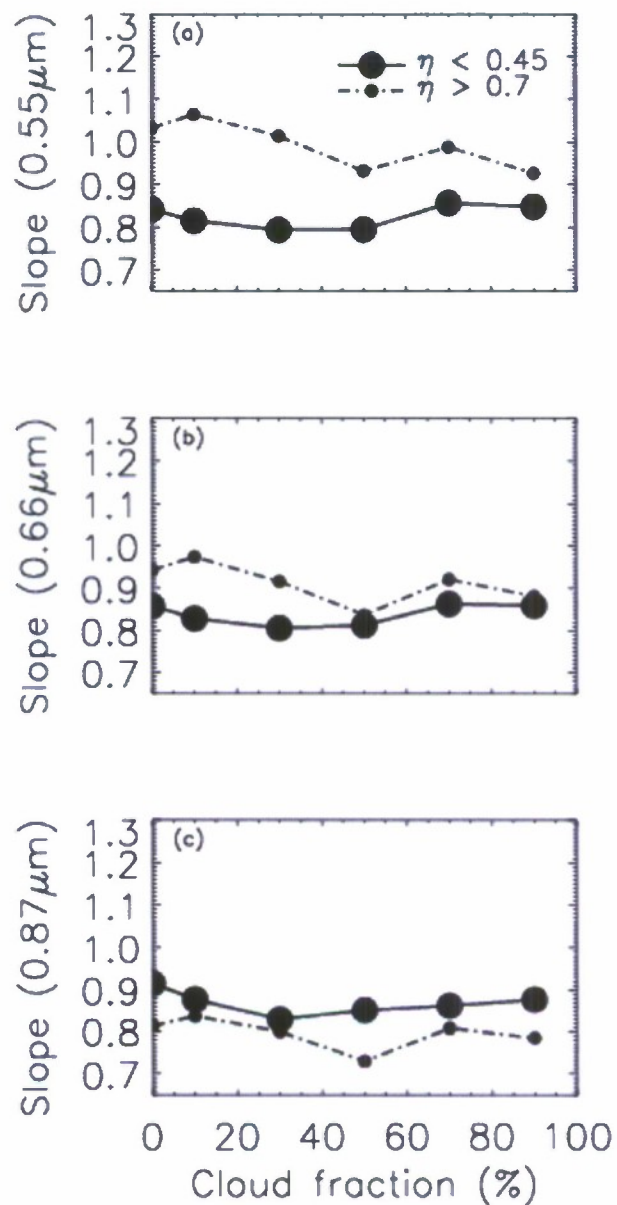 (a)
η < 0.45
η > 0.7
1.3
1.2
1.1
1.0
0.9
0.8
0.7
Slope (0.55μm)
(b)
1.3
1.2
1.1
1.0
0.9
0.8
0.7
Slope (0.66μm)
(c)
1.3
1.2
1.1
1.0
0.9
0.8
0.7
Slope (0.87μm)
0 20 40 60 80 100
Cloud fraction (%)